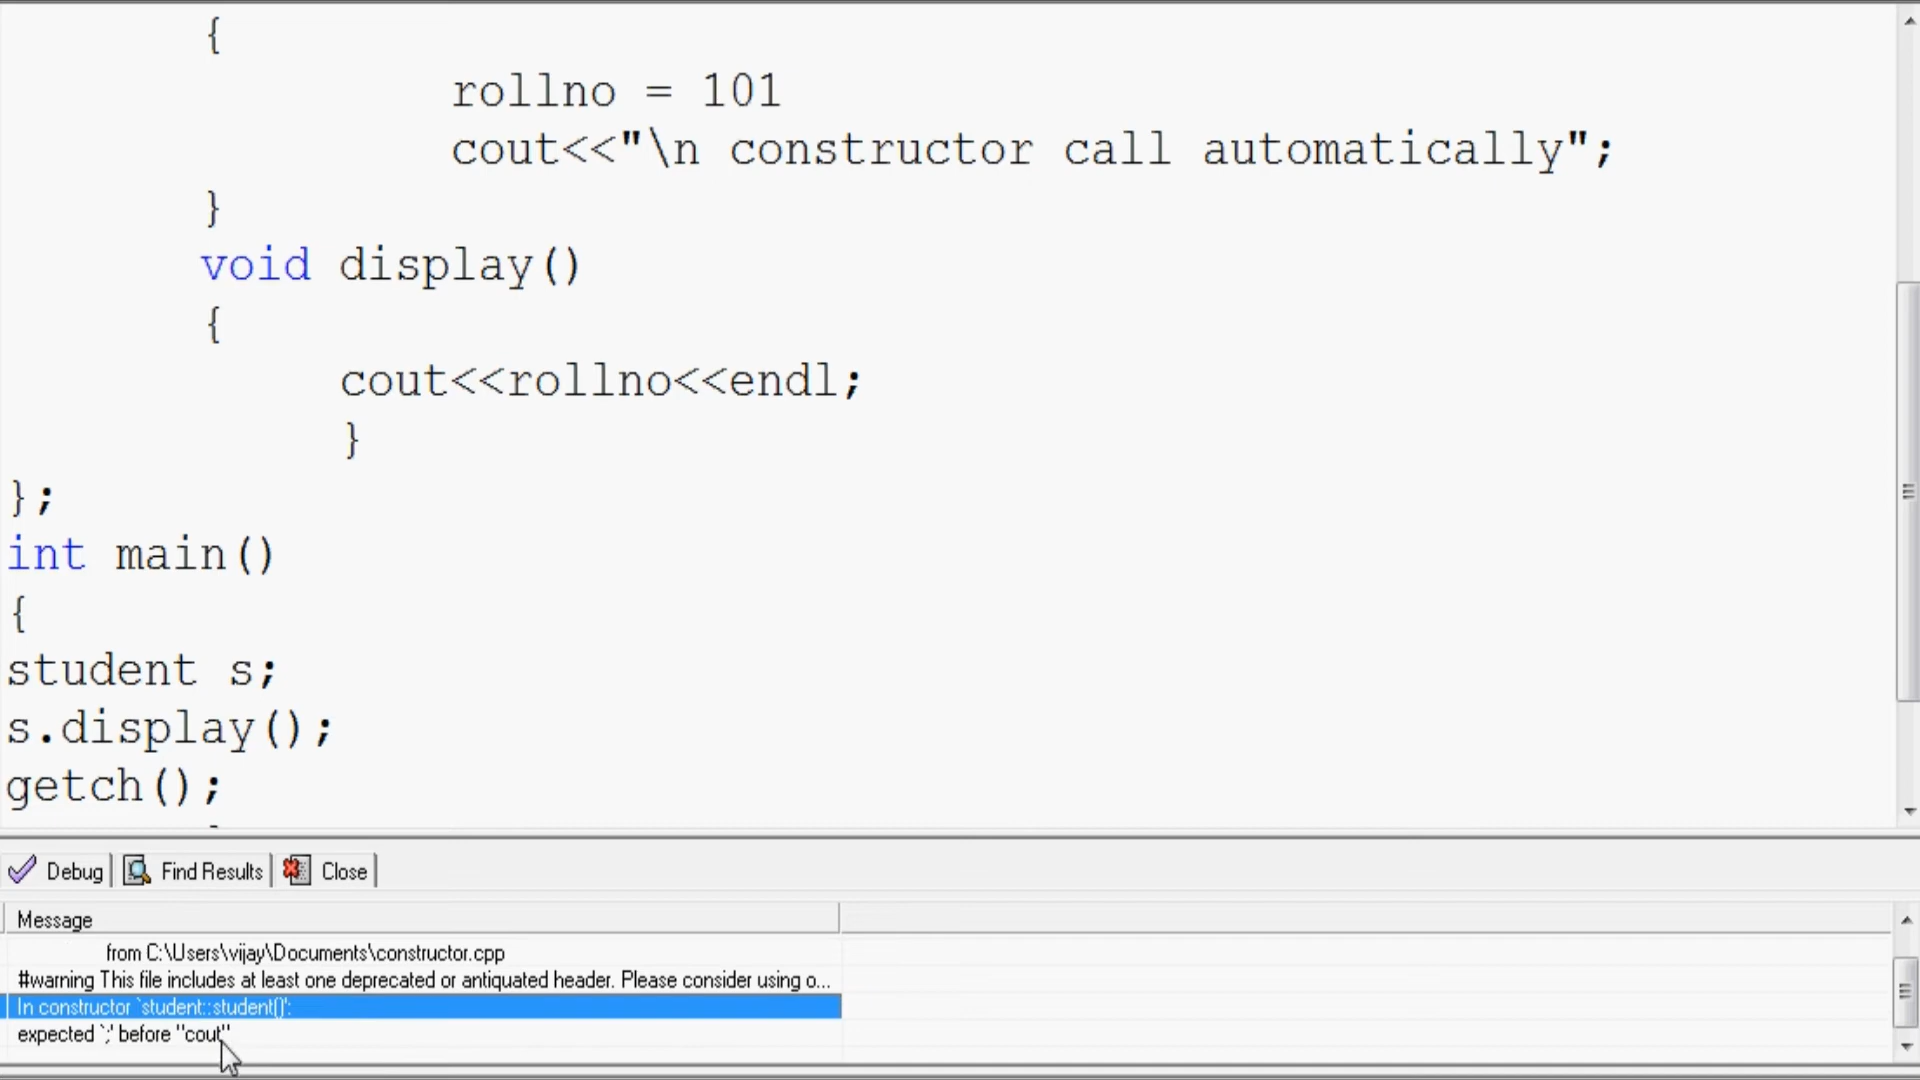 {
rollno = 101
cout<<"\n constructor call automatically";
}
void display()
{
cout<<rollno<<endl;
}
};
int main()
{
student s;
s.display();
getch();
Debug Find Results Close
Message
from C:\Users\vijay\Documents\constructor.cpp
#warning This file includes at least one deprecated or antiquated header. Please consider using o...
In constructor `student::student()':
expected `;' before "cout"